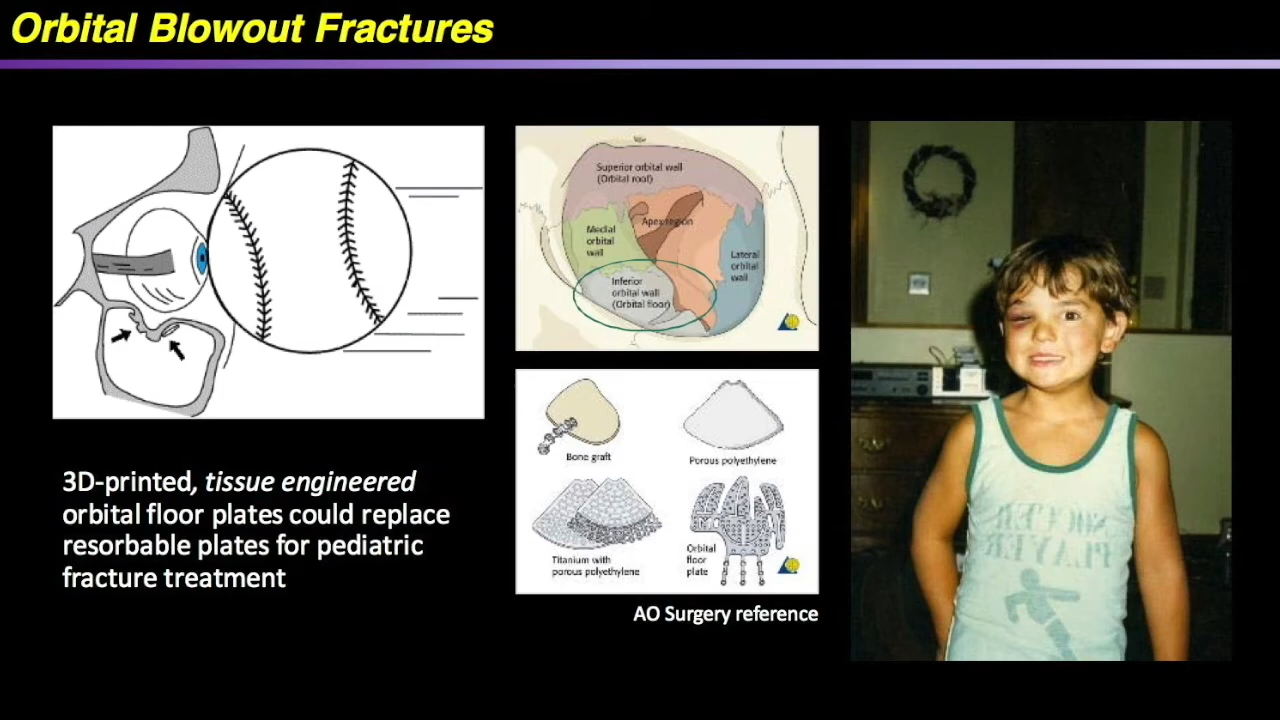 Orbital Blowout Fractures
Superior orbital wall
(Orbital roof)
Apex region
Medial
orbital
wall
Lateral
orbital
wall
Inferior
orbital wall
(Orbital floor)
Bone graft
Porous polyethylene
Titanium with
porous polyethylene
Orbital
floor
plate
AO Surgery reference
3D-printed, tissue engineered
orbital floor plates could replace
resorbable plates for pediatric
fracture treatment
SOCCER
PLAYER